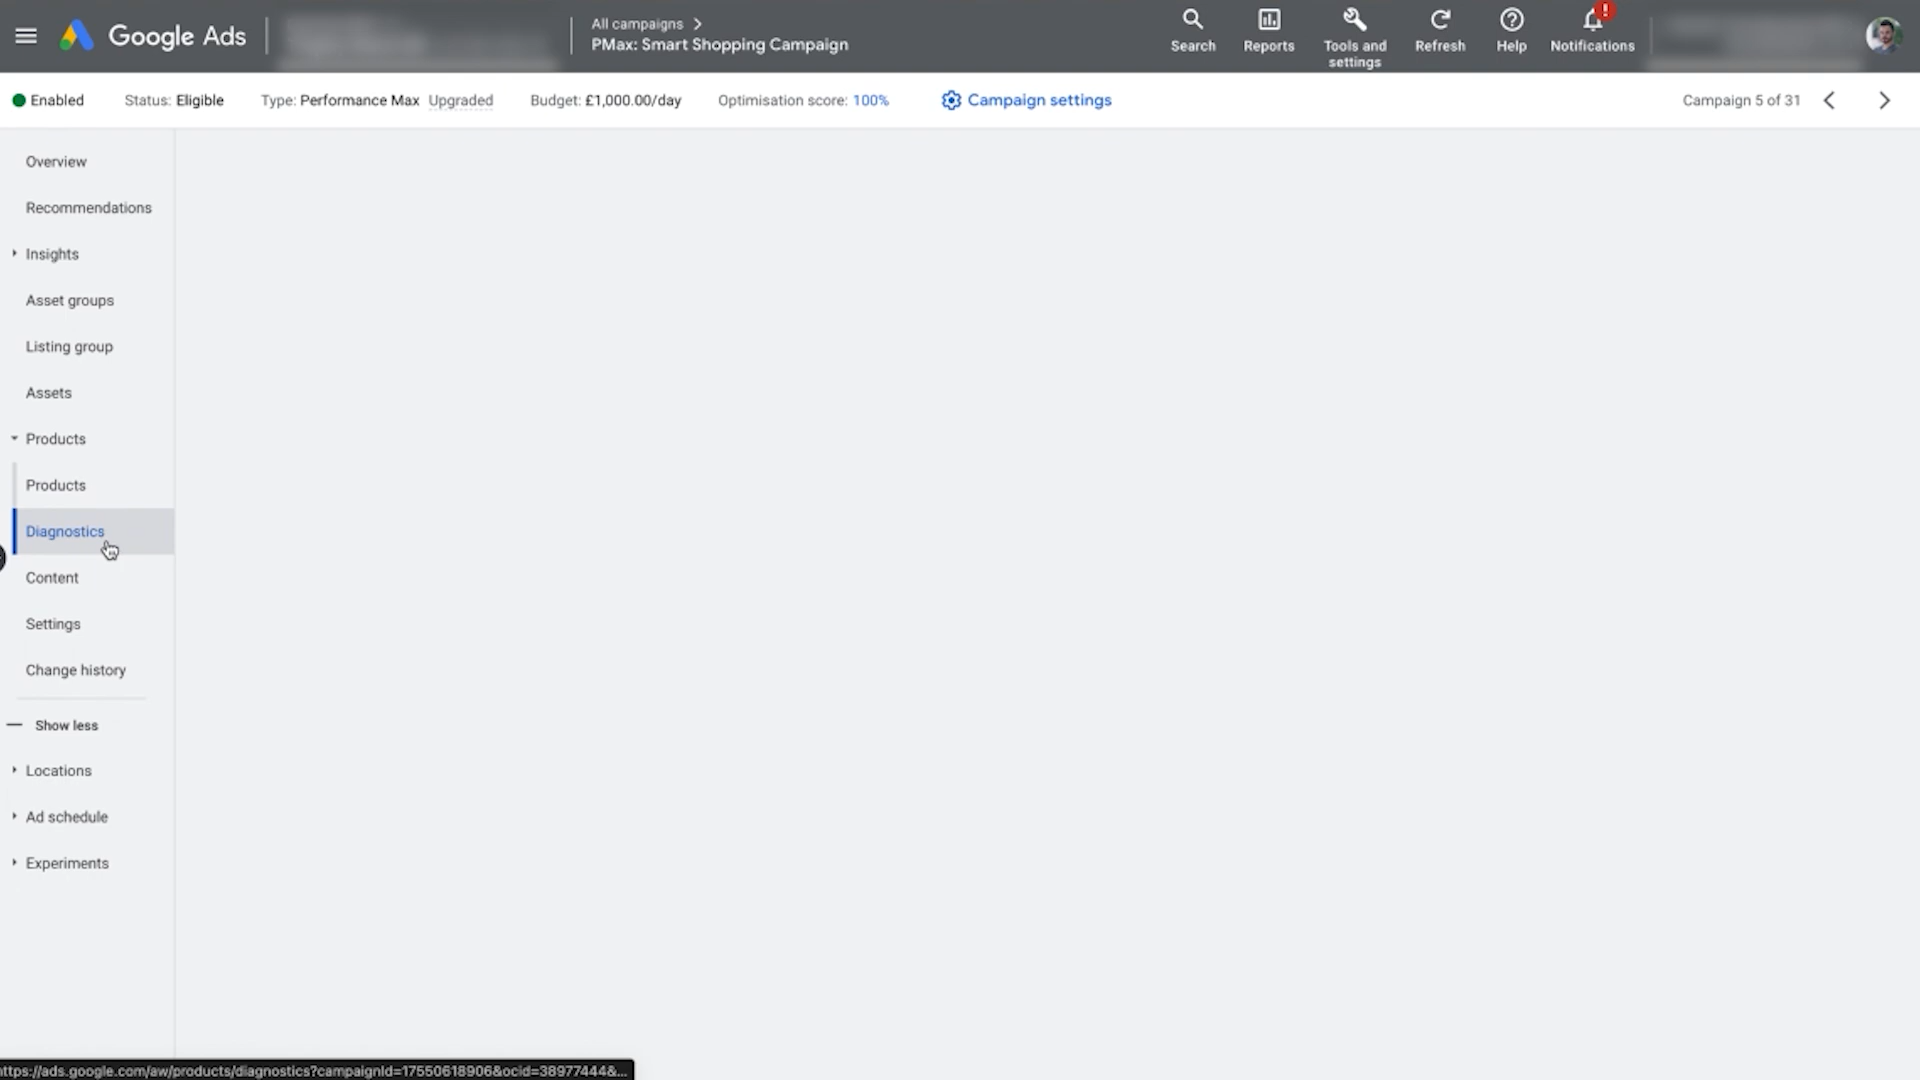 Google Ads
All campaigns
PMax: Smart Shopping Campaign
Search
Reports
Tools and
settings
Refresh
Help
!
Notifications
Enabled
Status: Eligible
Type: Performance Max Upgraded
Budget: £1,000.00/day
Optimisation score: 100%
Campaign settings
Campaign 5 of 31
Overview
Recommendations
Insights
Asset groups
Listing group
Assets
Products
Products
Diagnostics
Content
Settings
Change history
Show less
Locations
Ad schedule
Experiments
https://ads.google.com/aw/products/diagnostics?campaignId=17550618906&ocid=38977444&...